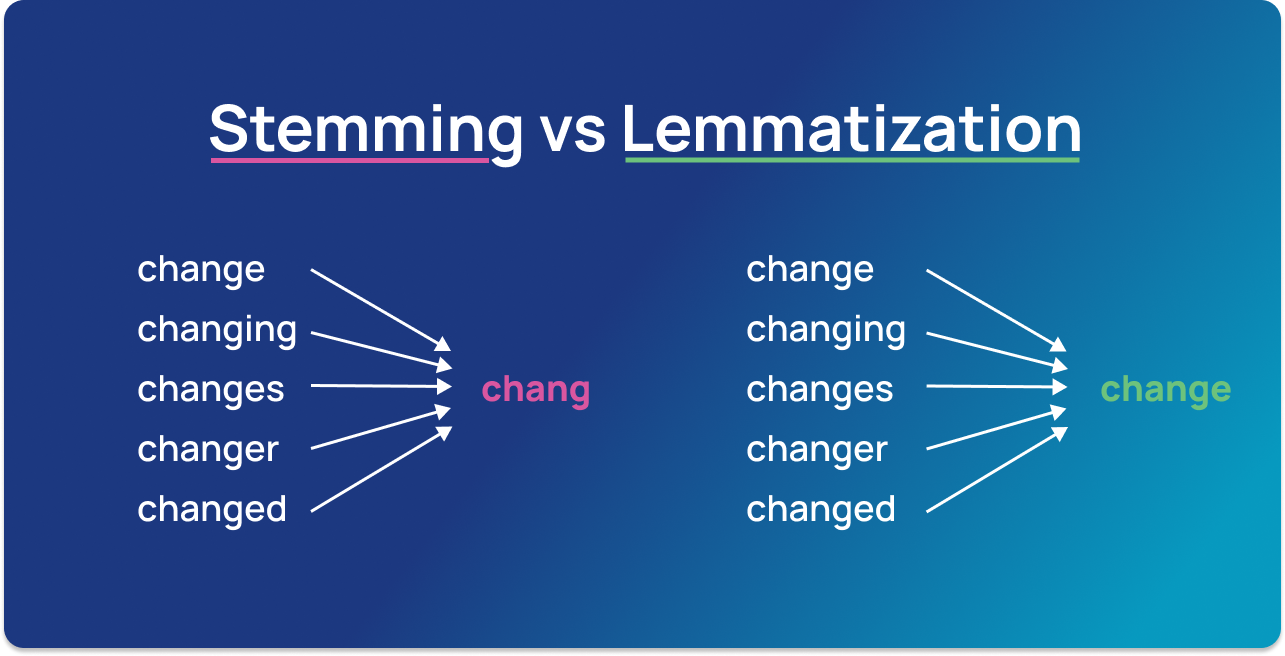 Stemming vs Lemmatization
change
changing
changes
changer
changed
chang
change
changing
changes
changer
changed
change